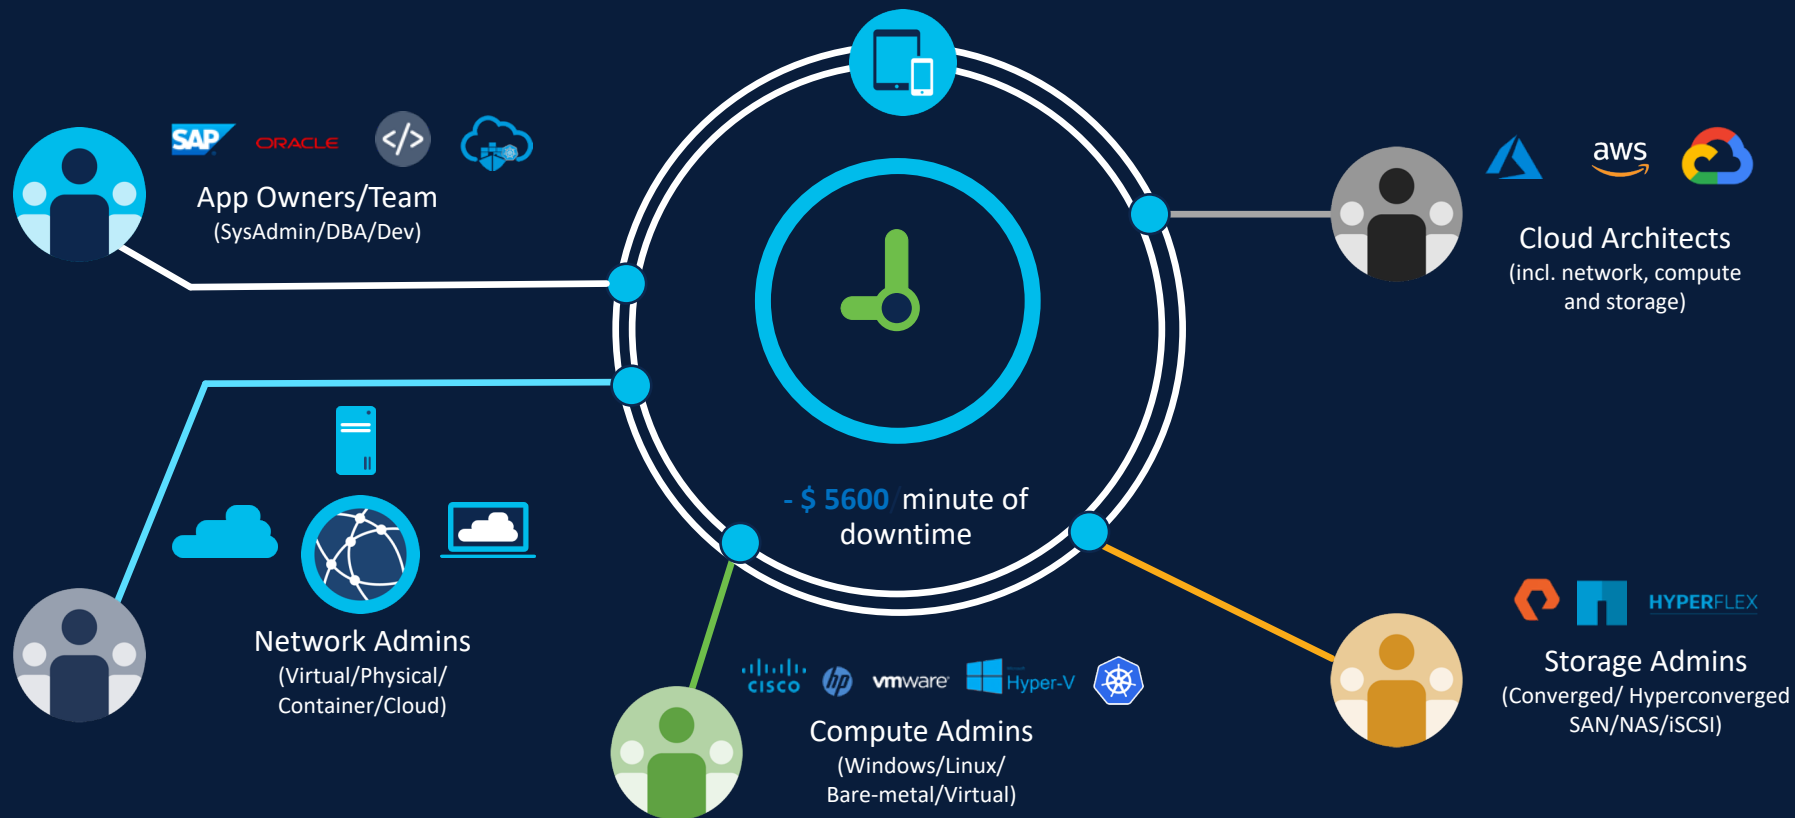 SAP
ORACLE
</>
App Owners/Team
(SysAdmin/DBA/Dev)
aws
Cloud Architects
(incl. network, compute
and storage)
- $ 5600/minute of
downtime
Network Admins
(Virtual/Physical/
Container/Cloud)
CISCO
hp
vmware
Hyper-V
Compute Admins
(Windows/Linux/
Bare-metal/Virtual)
HYPERFLEX
Storage Admins
(Converged/ Hyperconverged
SAN/NAS/iSCSI)